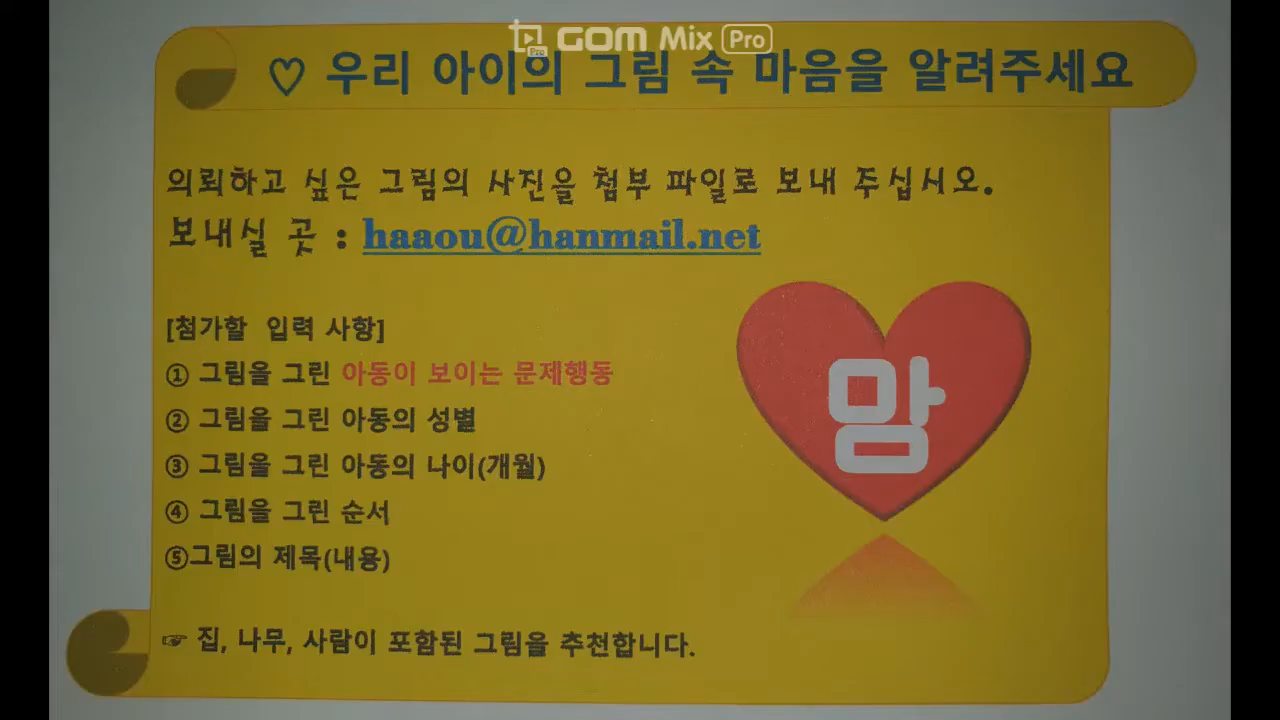 GOM Mix Pro
♡ 우리 아이의 그림 속 마음을 알려주세요
의뢰하고 싶은 그림의 사진을 첨부 파일로 보내 주십시오.
보내실 곳 : haaou@hanmail.net
[첨가할 입력 사항]
① 그림을 그린 아동이 보이는 문제행동
② 그림을 그린 아동의 성별
③ 그림을 그린 아동의 나이(개월)
④ 그림을 그린 순서
⑤그림의 제목(내용)
맘
☞ 집, 나무, 사람이 포함된 그림을 추천합니다.